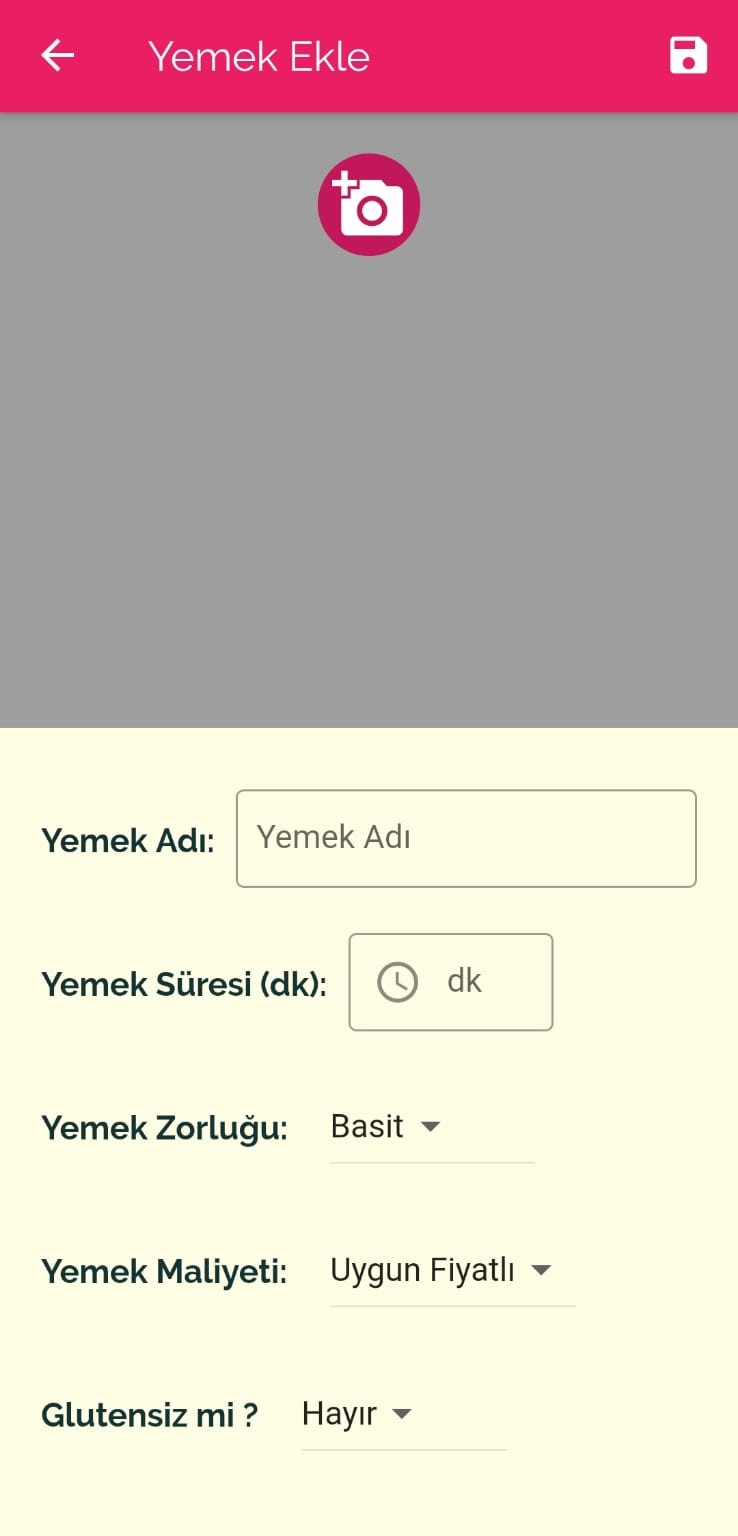 Yemek Ekle
Yemek Adı: Yemek Adı
Yemek Süresi (dk): dk
Yemek Zorluğu: Basit
Yemek Maliyeti: Uygun Fiyatlı
Glutensiz mi ? Hayır